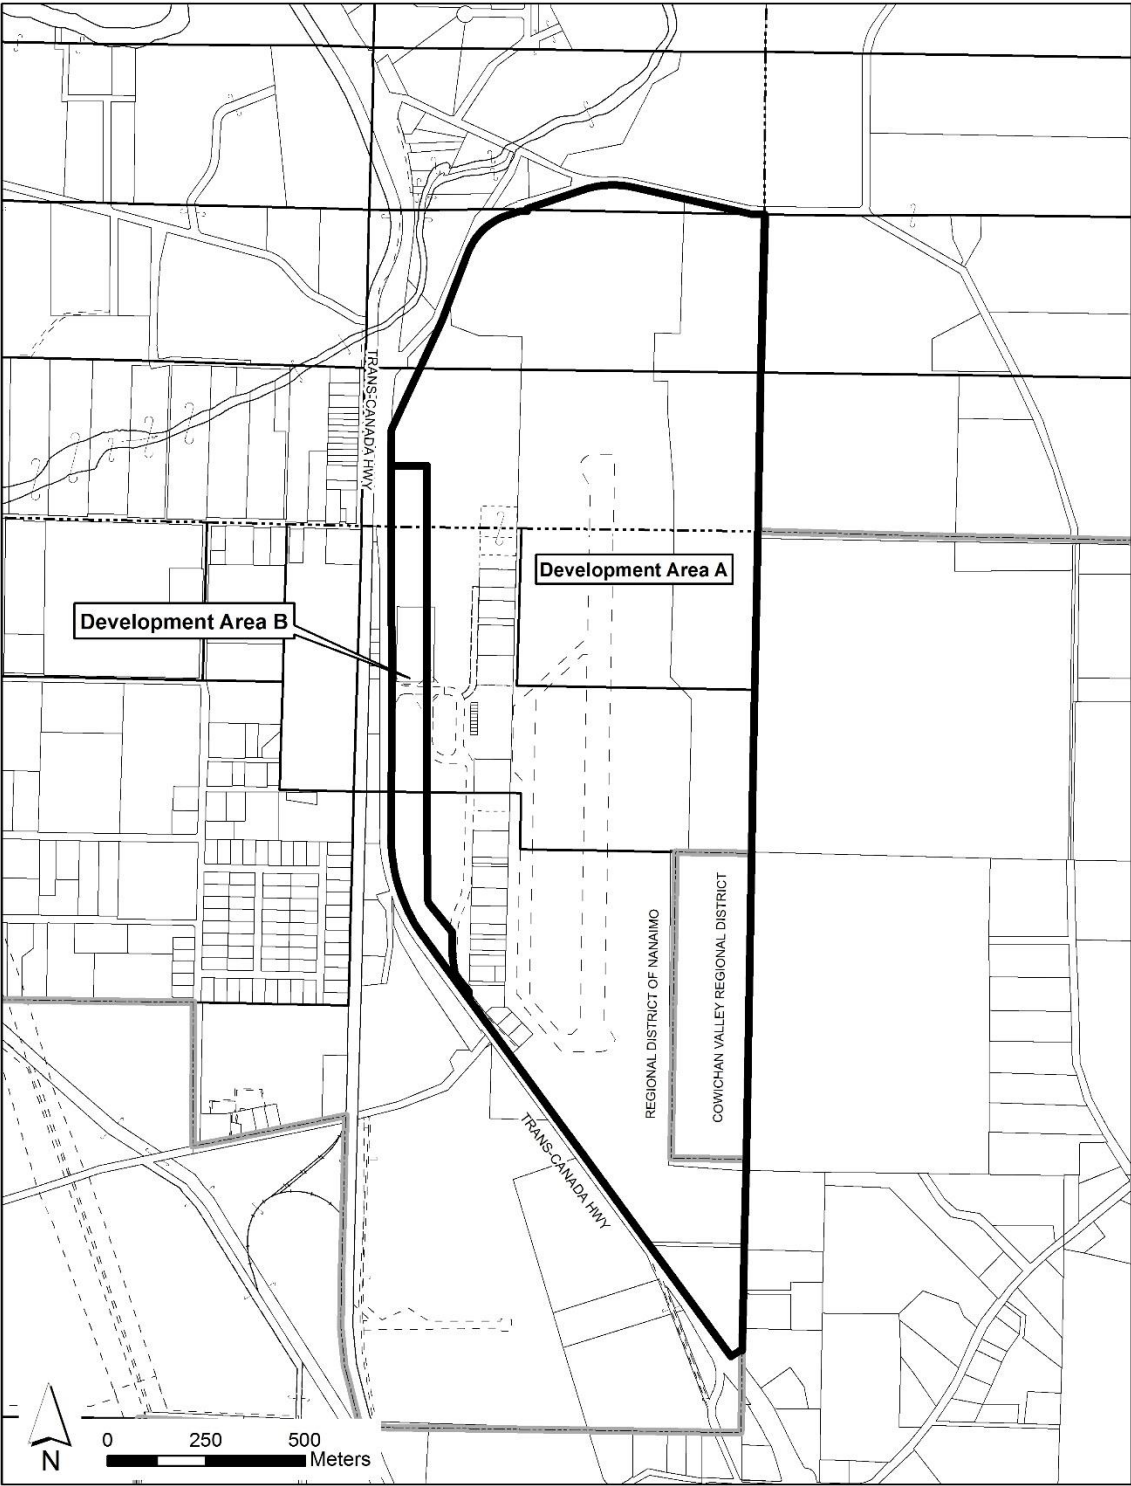 TRANS-CANADA HWY
Development Area A
Development Area B
REGIONAL DISTRICT OF NANAIMO
COWICHAN VALLEY REGIONAL DISTRICT
TRANS-CANADA HWY
N
0 250 500
Meters